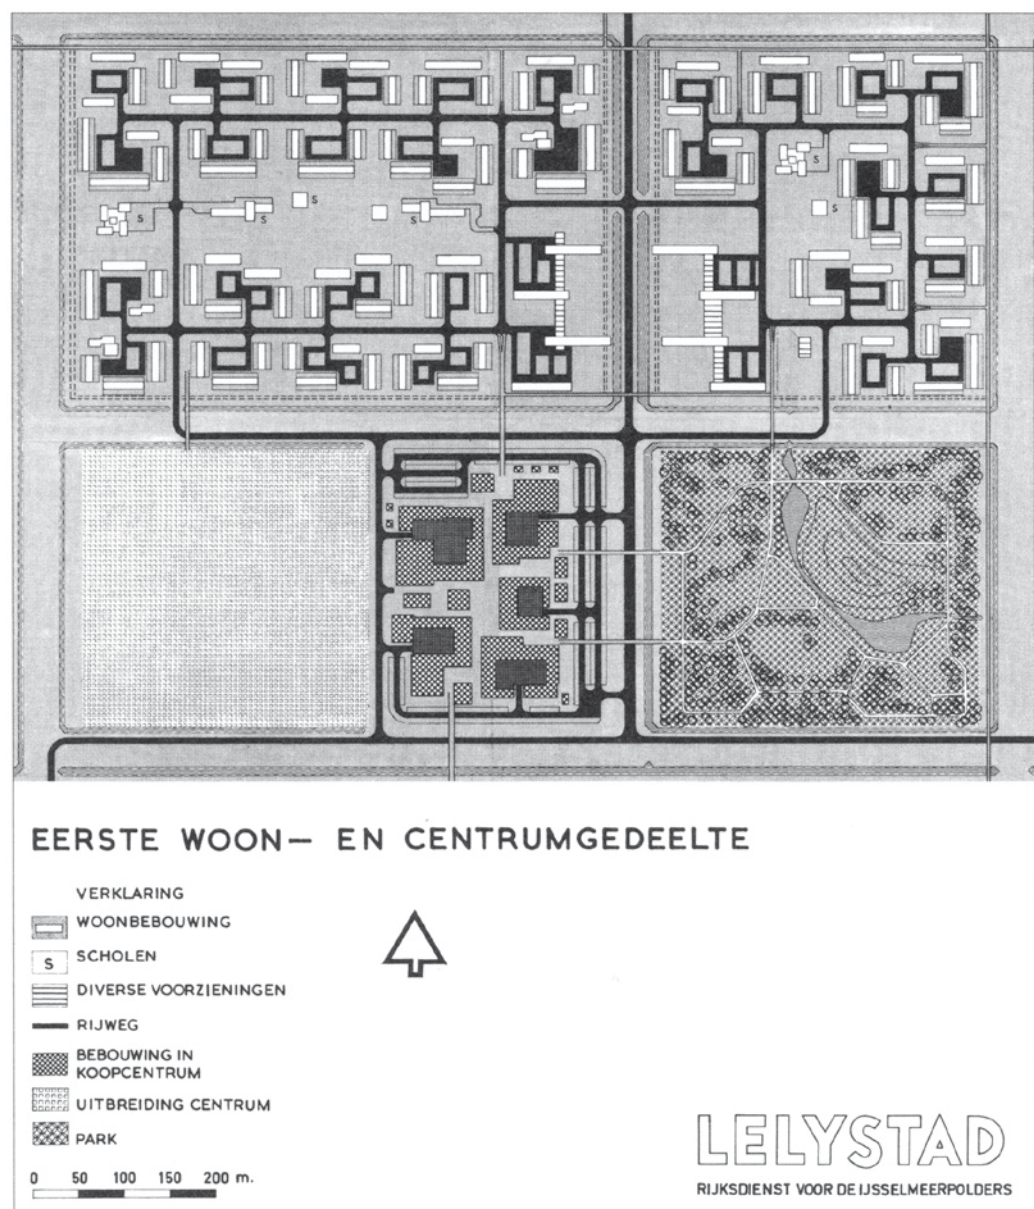 S
S
S
S
S
S
EERSTE WOON— EN CENTRUMGEDEELTE
VERKLARING
WOONBEBOUWING
S SCHOLEN
DIVERSE VOORZIENINGEN
RIJWEG
BEBOUWING IN
KOOPCENTRUM
UITBREIDING CENTRUM
PARK
0 50 100 150 200 m.
LELYSTAD
RIJKSDIENST VOOR DE IJSSELMEERPOLDERS